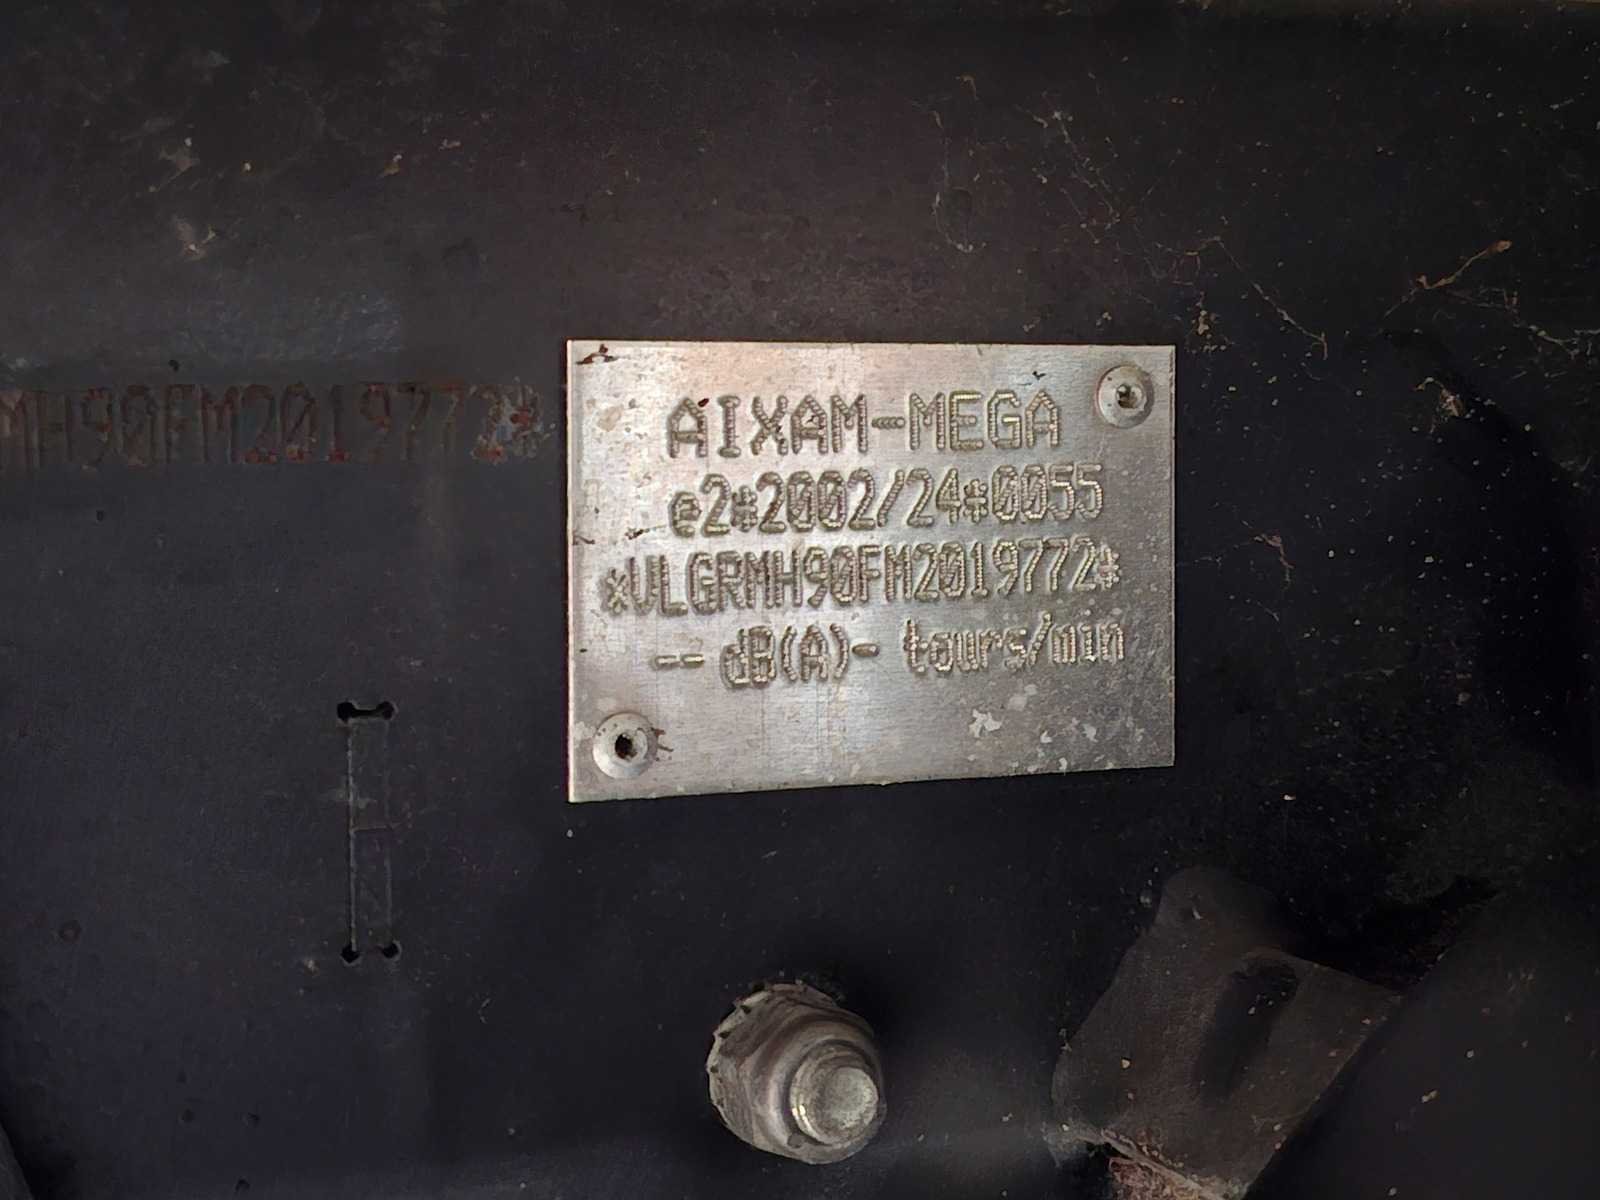 AIXAM-MEGA
e2*2002/24*0055
*VLGRMH90FM2019772*
-- dB(A)- tours/min
MH90FM2019772*